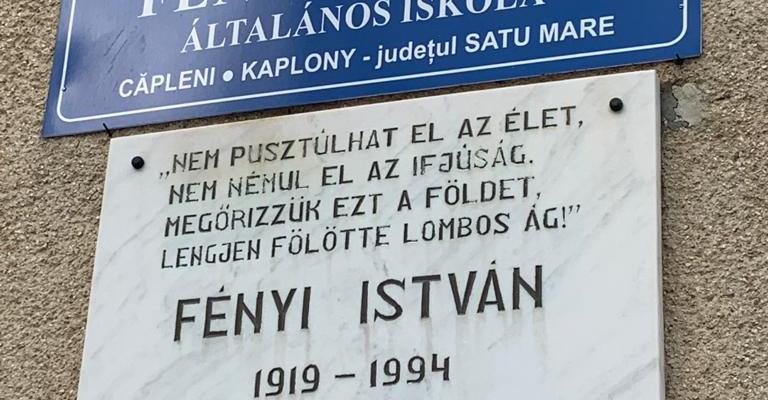 ÁLTALÁNOS ISKOLA
CĂPLENI • KAPLONY - județul SATU MARE
„NEM PUSZTÚLHAT EL AZ ÉLET,
NEM NÉMUL EL AZ IFJÚSÁG.
MEGŐRIZZÜK EZT A FÖLDET,
LENGJEN FÖLÖTTE LOMBOS ÁG!”
FÉNYI ISTVÁN
1919 – 1994